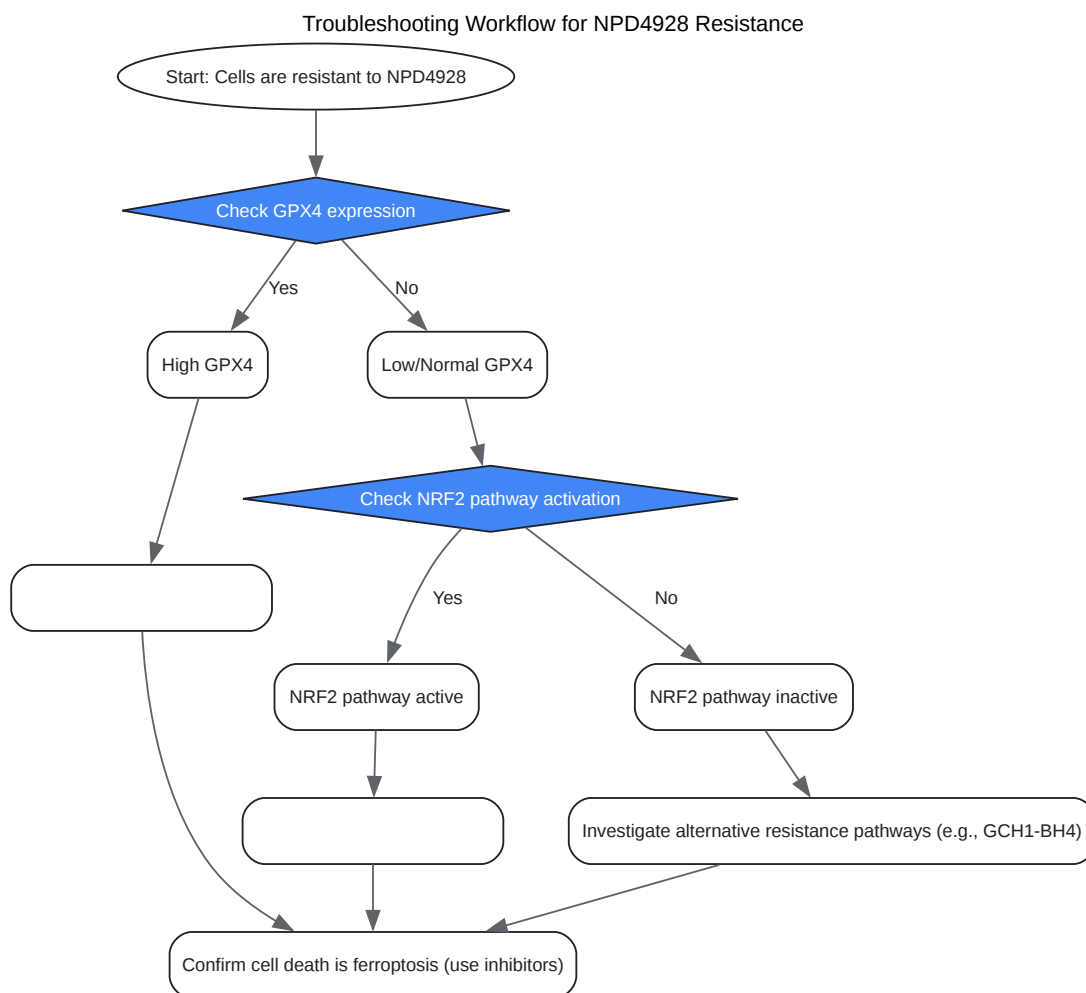 Troubleshooting Workflow for NPD4928 Resistance
Start: Cells are resistant to NPD4928
Check GPX4 expression
Yes
No
High GPX4
Low/Normal GPX4
Check NRF2 pathway activation
Yes
No
NRF2 pathway active
NRF2 pathway inactive
Investigate alternative resistance pathways (e.g., GCH1-BH4)
Confirm cell death is ferroptosis (use inhibitors)